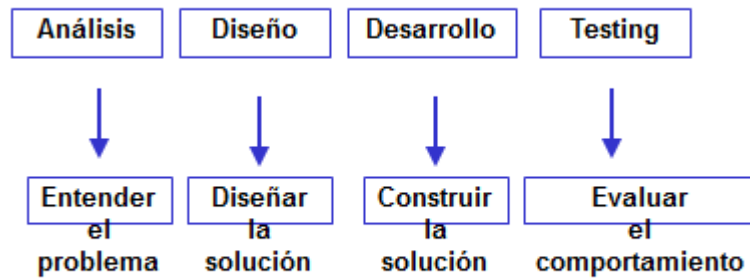 Análisis
Diseño
Desarrollo
Testing
Entender
el
problema
Diseñar
la
solución
Construir
la
solución
Evaluar
el
comportamiento